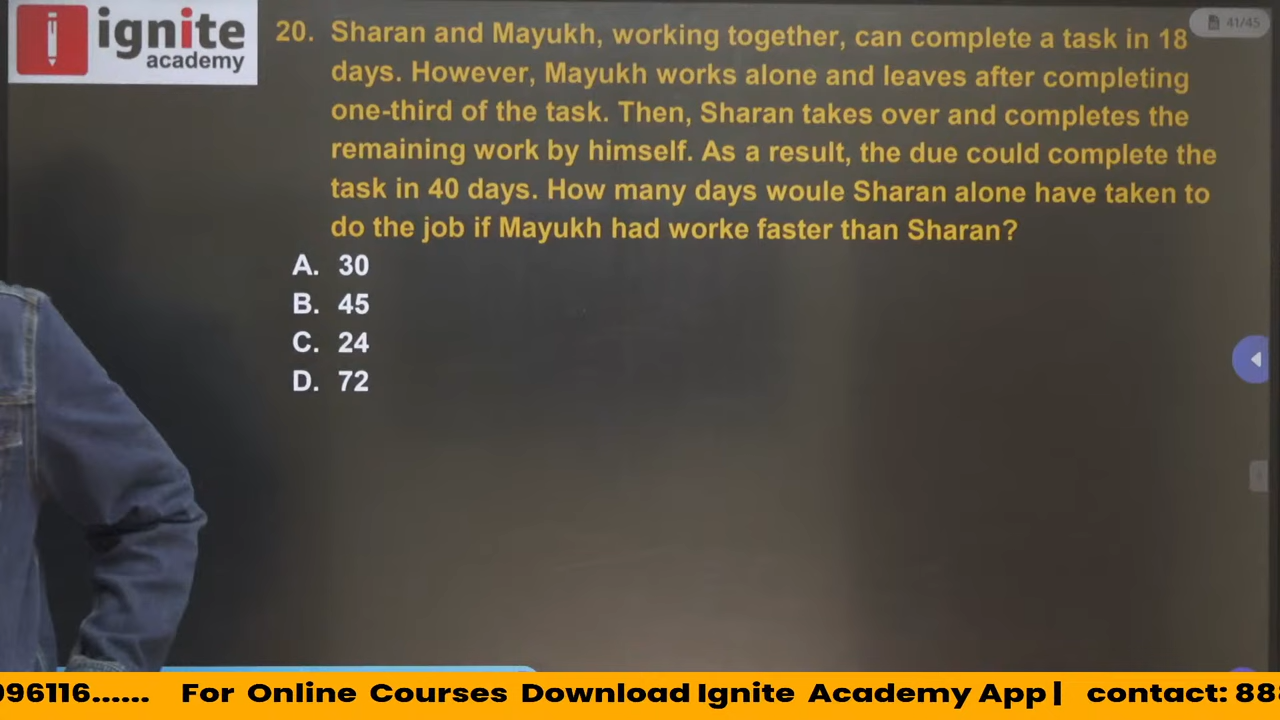 ignite
academy
41/45
20. Sharan and Mayukh, working together, can complete a task in 18
days. However, Mayukh works alone and leaves after completing
one-third of the task. Then, Sharan takes over and completes the
remaining work by himself. As a result, the due could complete the
task in 40 days. How many days woule Sharan alone have taken to
do the job if Mayukh had worke faster than Sharan?
A. 30
B. 45
C. 24
D. 72
096116...... For Online Courses Download Ignite Academy App | contact: 88